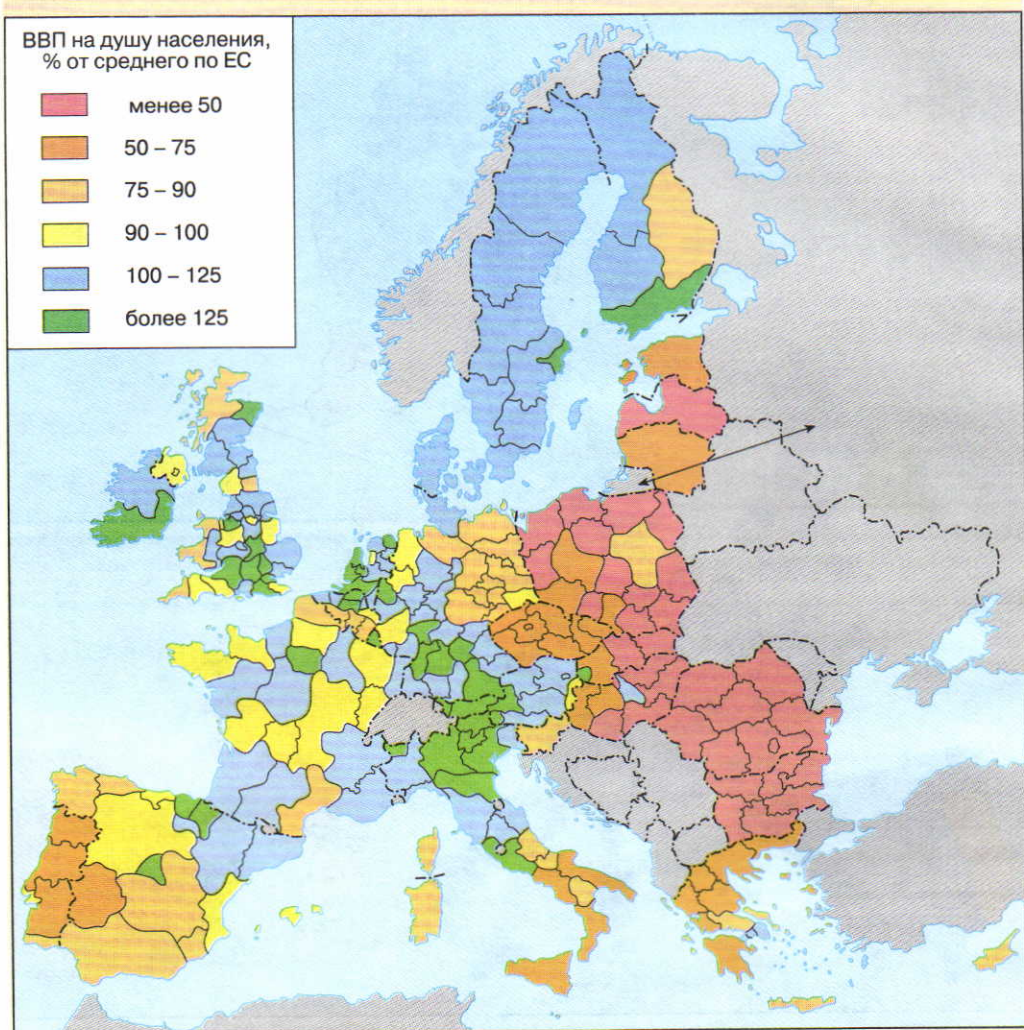 ВВП на душу населения,
% от среднего по ЕС
менее 50
50 – 75
75 – 90
90 – 100
100 – 125
более 125